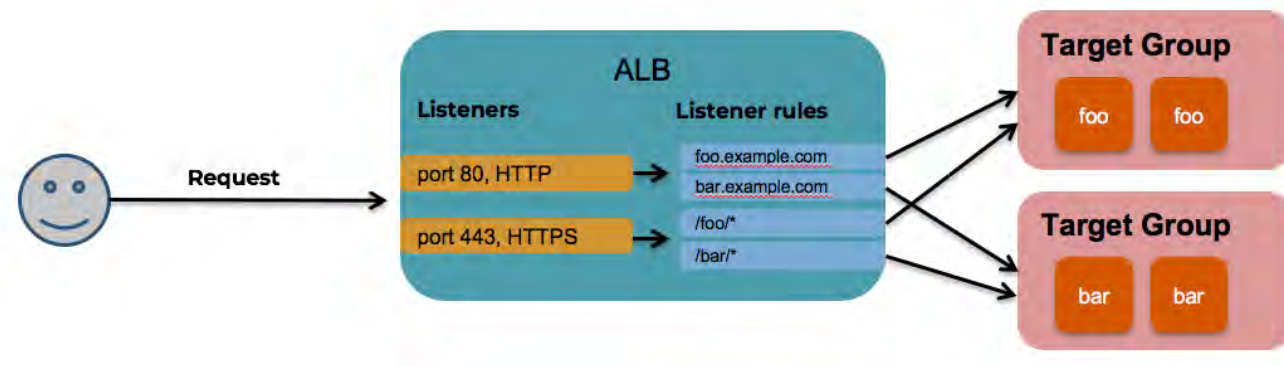 Request
ALB
Listeners
Listener rules
port 80, HTTP
port 443, HTTPS
foo.example.com
bar.example.com
/foo/*
/bar/*
Target Group
foo foo
Target Group
bar bar